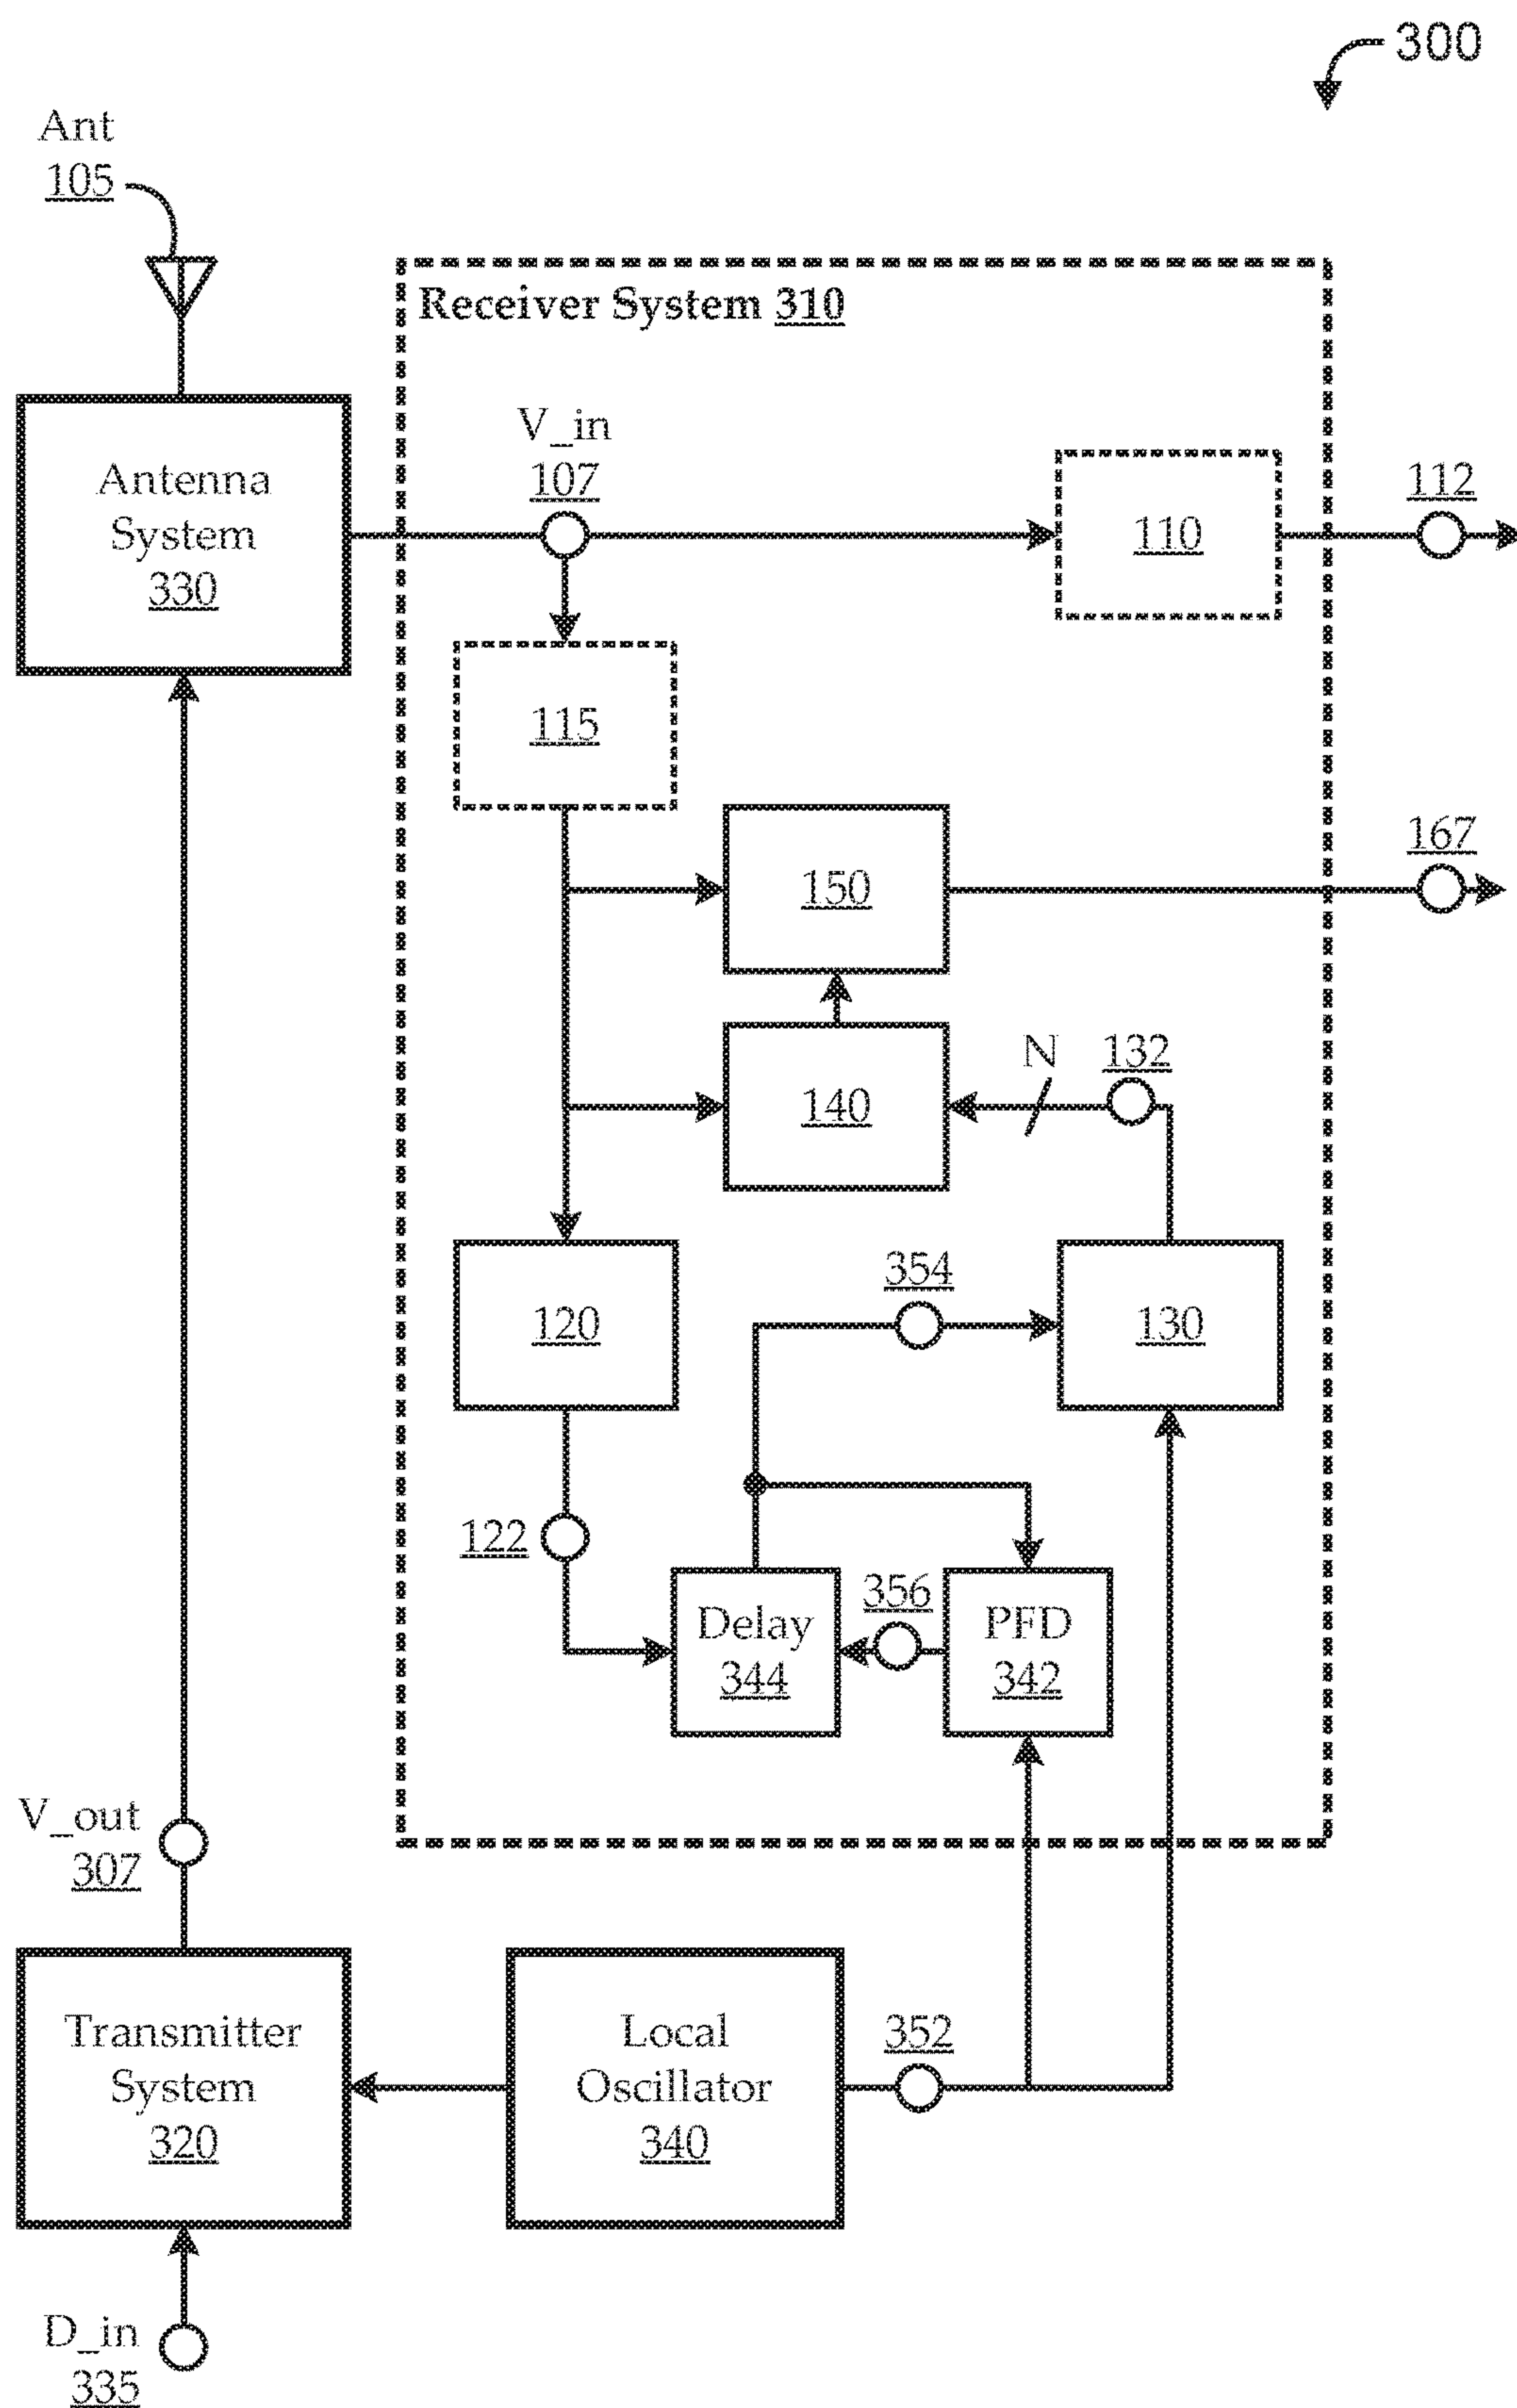 300
Ant
105
Receiver System 310
V_in
107
Antenna
System
330
110
112
115
167
150
N
132
140
354
120
130
122
356
Delay
344
PFD
342
V_out
307
Transmitter
System
320
Local
Oscillator
340
352
D_in
335